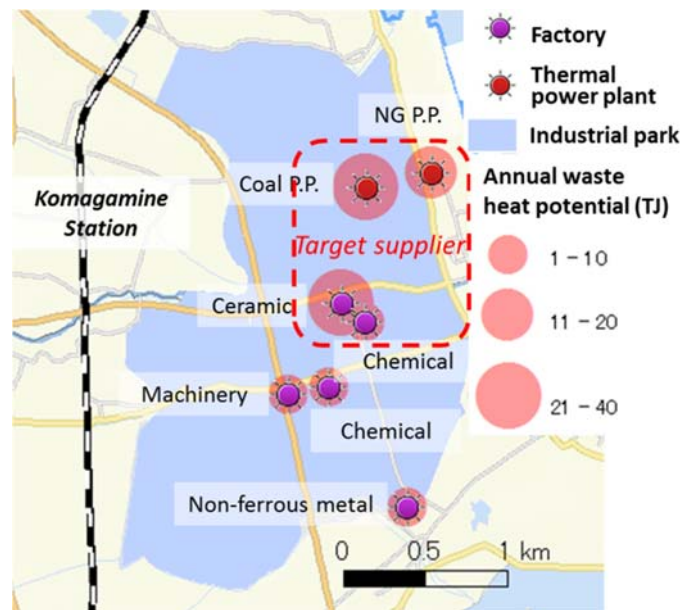 Factory
Thermal
power plant
NG P.P.
Industrial park
Coal P.P.
Annual waste
heat potential (TJ)
Komagamine
Station
Target supplier
1 – 10
Ceramic
11 – 20
Chemical
Machinery
21 – 40
Chemical
Non-ferrous metal
0 0.5 1 km